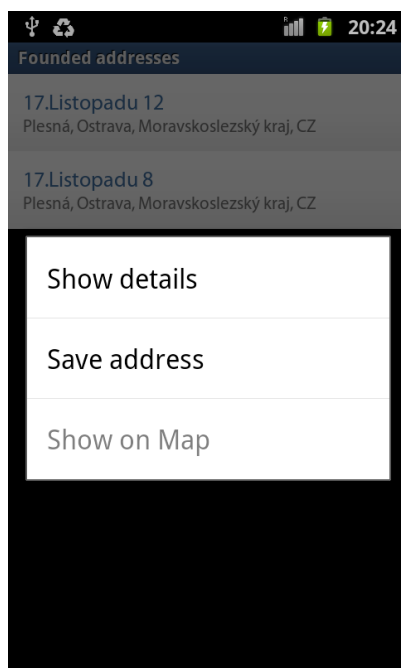 R
20:24
Founded addresses
17.Listopadu 12
Plesná, Ostrava, Moravskoslezský kraj, CZ
17.Listopadu 8
Plesná, Ostrava, Moravskoslezský kraj, CZ
Show details
Save address
Show on Map